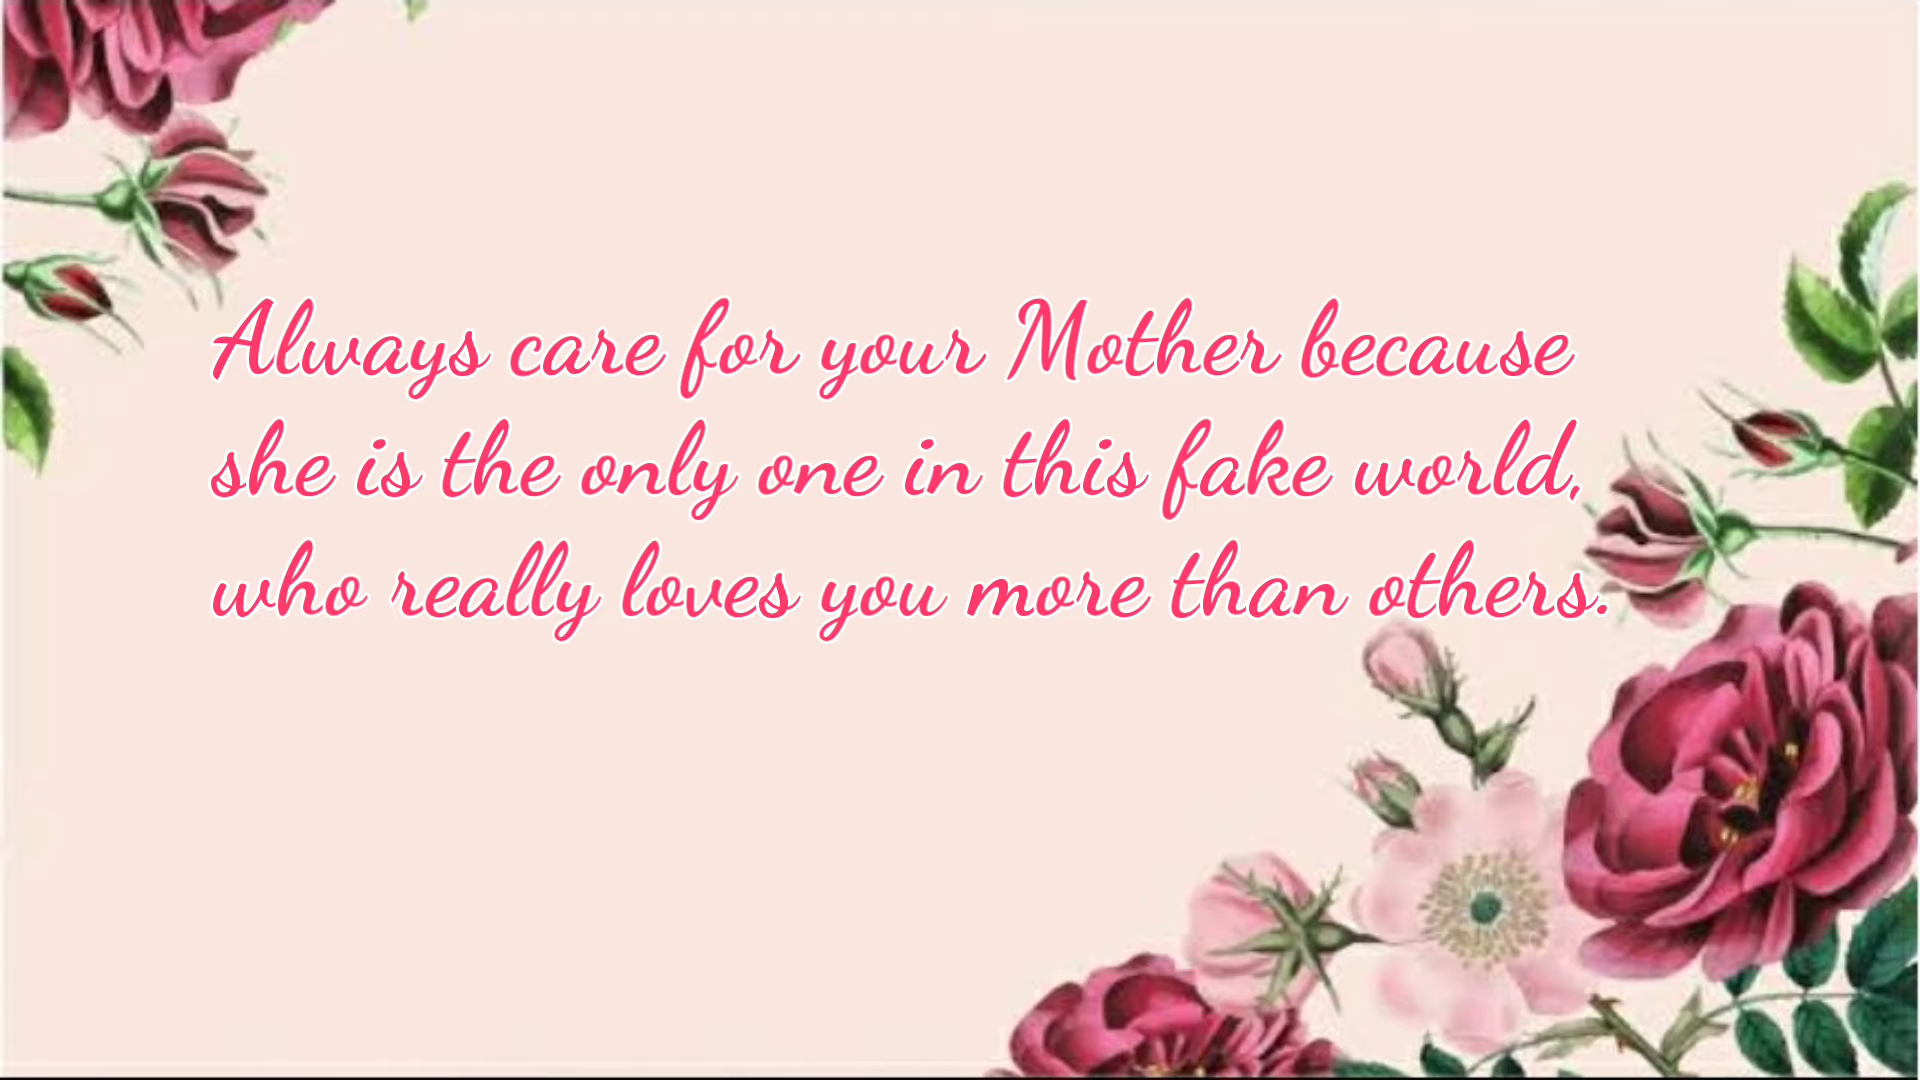 Always care for your Mother because
she is the only one in this fake world,
who really loves you more than others.